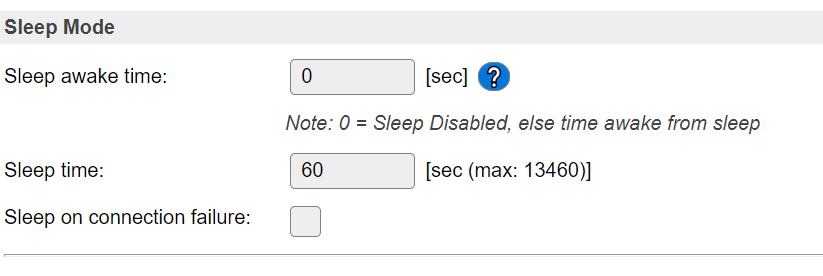 Sleep Mode
Sleep awake time: 0 [sec] ?
Note: 0 = Sleep Disabled, else time awake from sleep
Sleep time: 60 [sec (max: 13460)]
Sleep on connection failure: